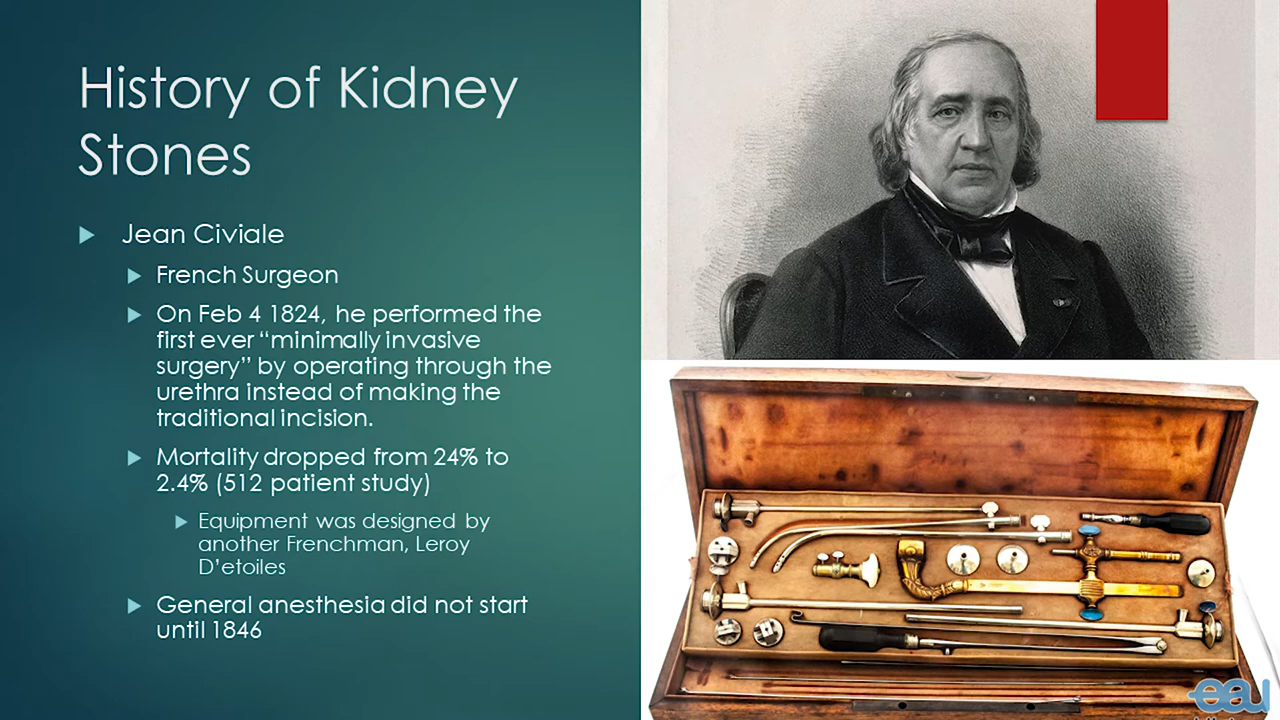 History of Kidney
Stones
Jean Civiale
French Surgeon
On Feb 4 1824, he performed the
first ever “minimally invasive
surgery” by operating through the
urethra instead of making the
traditional incision.
Mortality dropped from 24% to
2.4% (512 patient study)
Equipment was designed by
another Frenchman, Leroy
D’etoiles
General anesthesia did not start
until 1846
eau